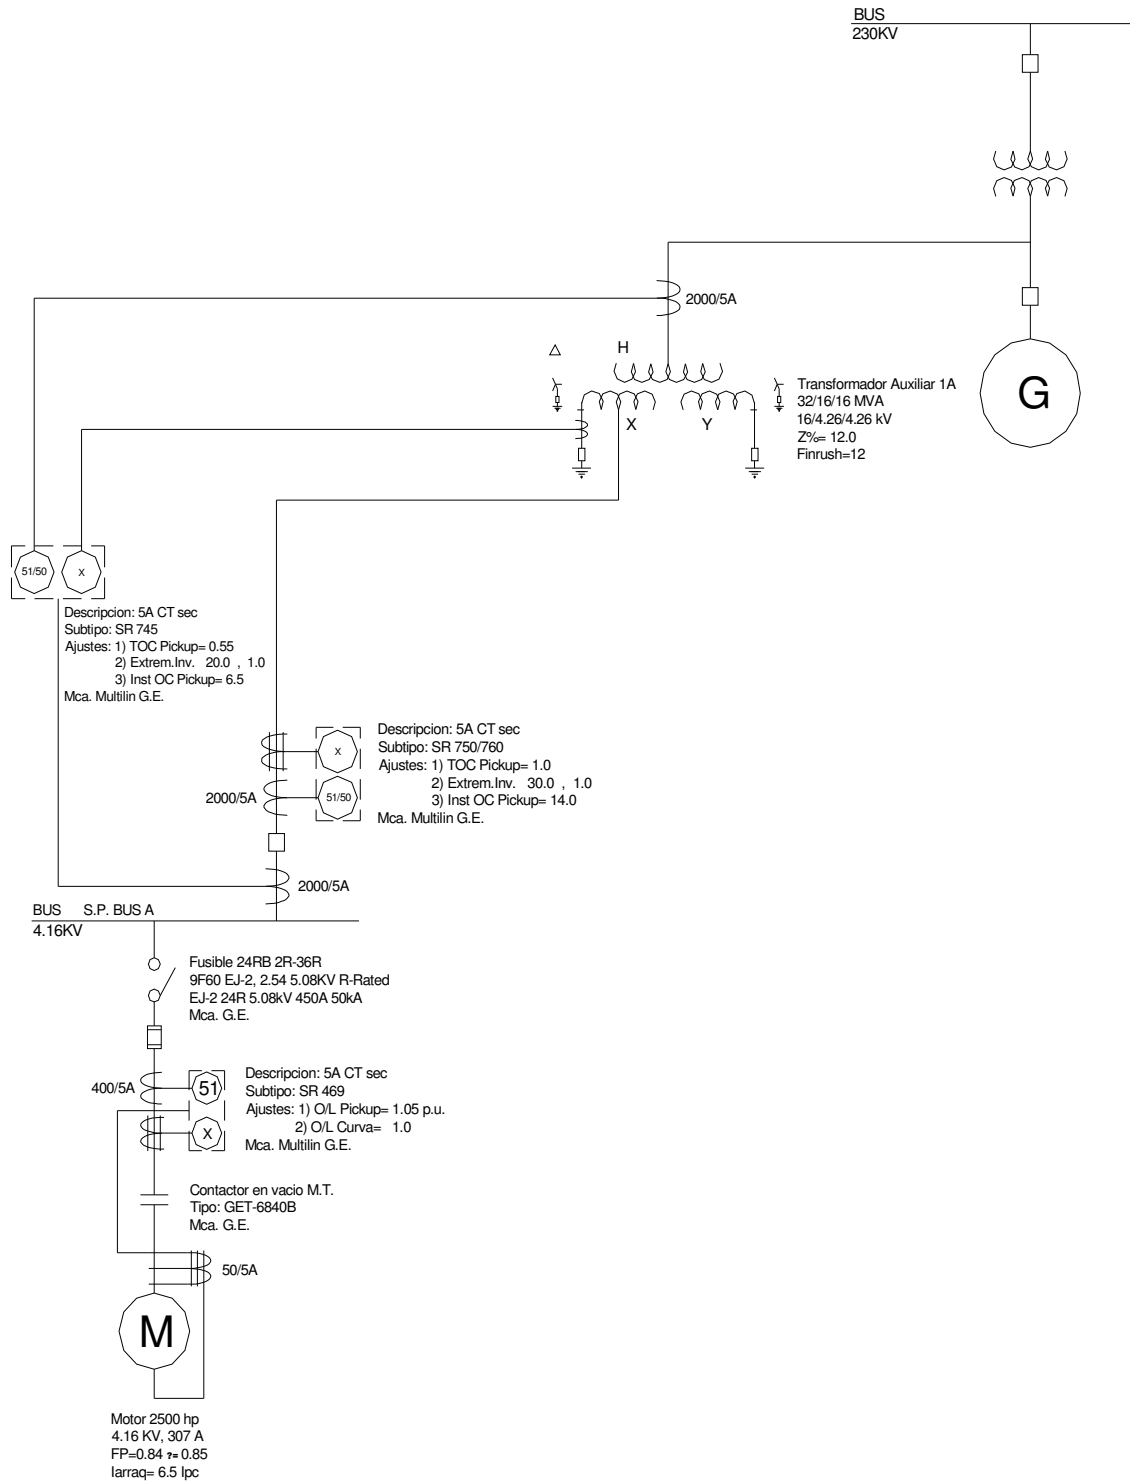 BUS
230KV
2000/5A
H
Transformador Auxiliar 1A
32/16/16 MVA
16/4.26/4.26 kV
Z%= 12.0
Finrush=12
G
X
Y
51/50
X
Descripcion: 5A CT sec
Subtipo: SR 745
Ajustes: 1) TOC Pickup= 0.55
2) Extrem.Inv. 20.0 , 1.0
3) Inst OC Pickup= 6.5
Mca. Multilin G.E.
X
Descripcion: 5A CT sec
Subtipo: SR 750/760
Ajustes: 1) TOC Pickup= 1.0
2) Extrem.Inv. 30.0 , 1.0
3) Inst OC Pickup= 14.0
Mca. Multilin G.E.
2000/5A
51/50
2000/5A
BUS S.P. BUS A
4.16KV
Fusible 24RB 2R-36R
9F60 EJ-2, 2.54 5.08KV R-Rated
EJ-2 24R 5.08kV 450A 50kA
Mca. G.E.
400/5A
51
X
Descripcion: 5A CT sec
Subtipo: SR 469
Ajustes: 1) O/L Pickup= 1.05 p.u.
2) O/L Curva= 1.0
Mca. Multilin G.E.
Contactor en vacio M.T.
Tipo: GET-6840B
Mca. G.E.
50/5A
M
Motor 2500 hp
4.16 KV, 307 A
FP=0.84 ?= 0.85
Iarraq= 6.5 Ipc